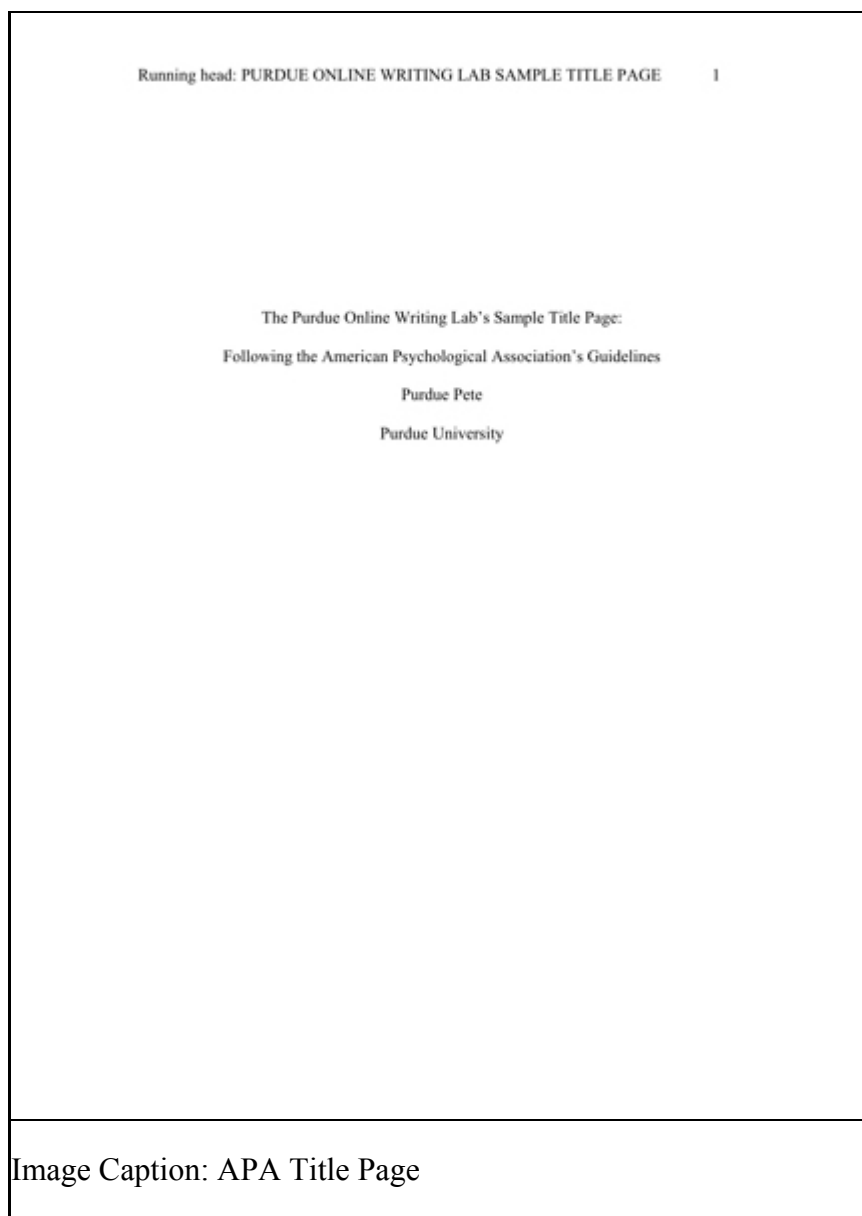 Running head: PURDUE ONLINE WRITING LAB SAMPLE TITLE PAGE 1
The Purdue Online Writing Lab’s Sample Title Page:
Following the American Psychological Association’s Guidelines
Purdue Pete
Purdue University
Image Caption: APA Title Page